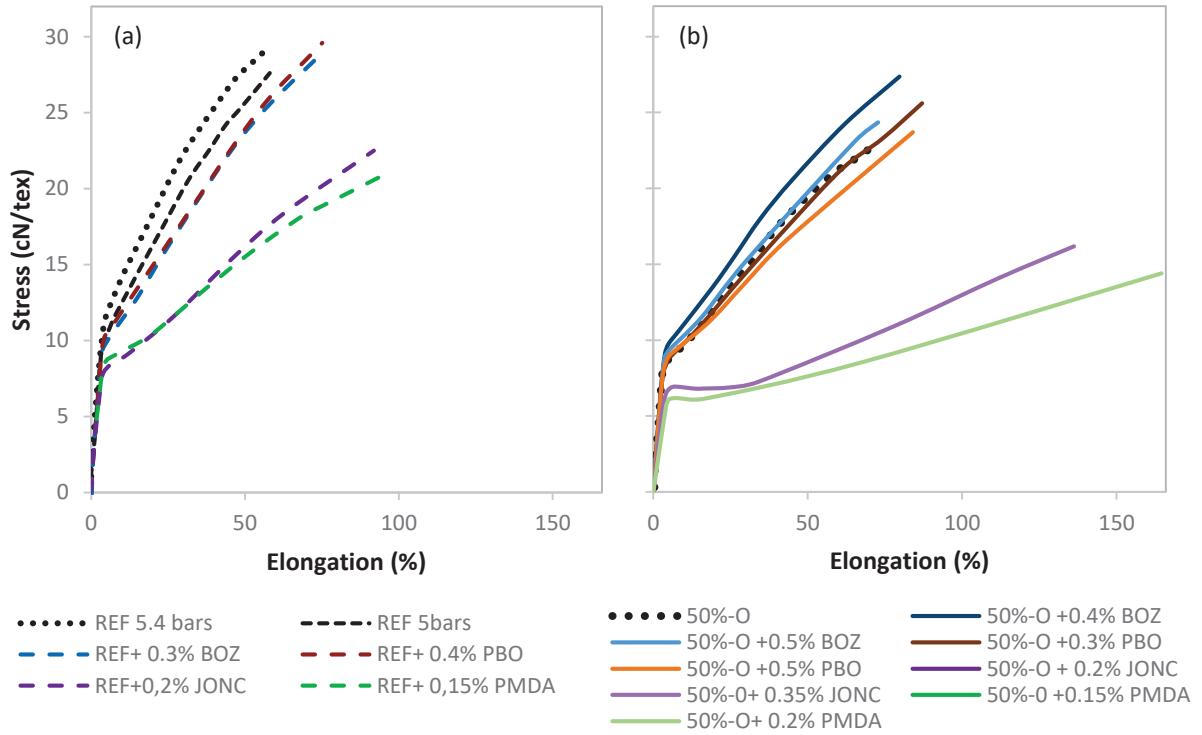 (a)
(b)
30
25
20
15
10
5
0
Stress (cN/tex)
0 50 100 150
0 50 100 150
Elongation (%)
Elongation (%)
REF 5.4 bars
REF 5bars
REF+ 0.3% BOZ
REF+ 0.4% PBO
REF+0,2% JONC
REF+ 0,15% PMDA
50%-O
50%-O +0.4% BOZ
50%-O +0.5% BOZ
50%-O +0.3% PBO
50%-O +0.5% PBO
50%-O + 0.2% JONC
50%-0+ 0.35% JONC
50%-0 +0.15% PMDA
50%-O+ 0.2% PMDA